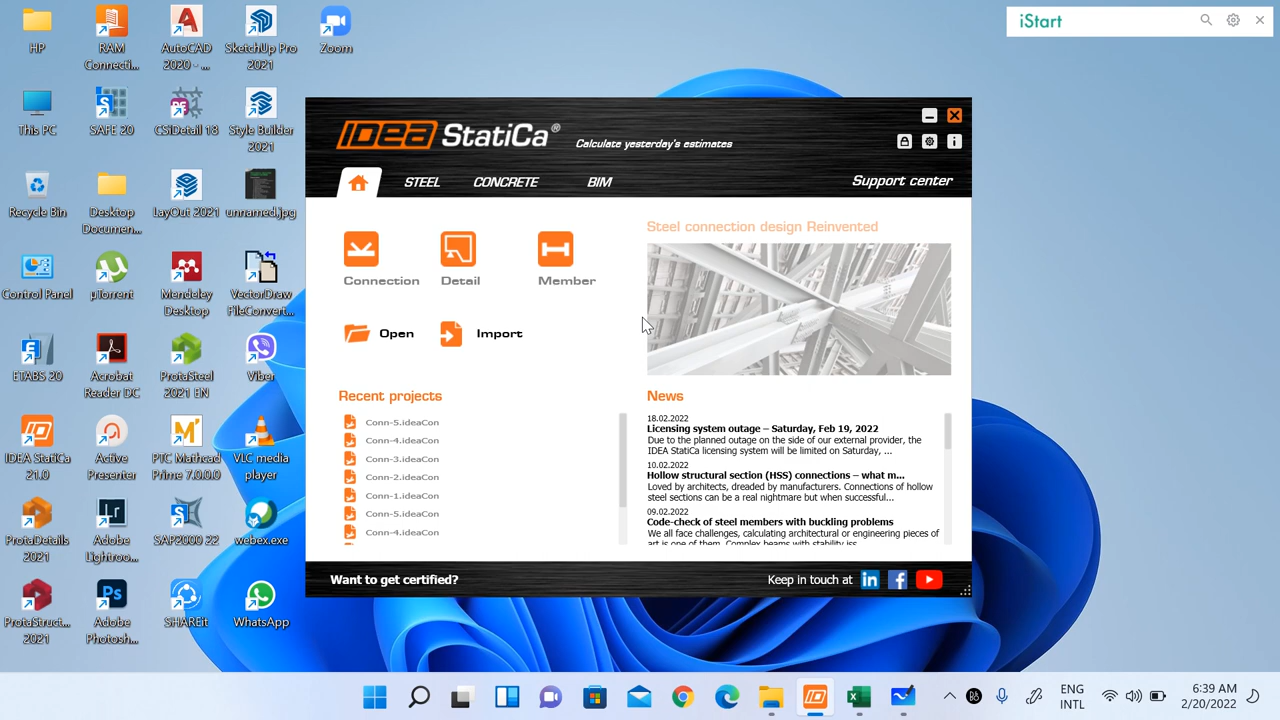 HP
RAM
Connecti...
AutoCAD
2020 - ...
SketchUp Pro
2021
Zoom
iStart
This PC
SAFE 20
CSiDetail 18
Style Builder
2021
Recycle Bin
Desktop
Documen...
LayOut 2021
unnamed.jpg
Control Panel
µTorrent
Mendeley
Desktop
VectorDraw
FileConvert...
ETABS 20
Acrobat
Reader DC
ProtaSteel
2021 EN
Viber
IDEA StatiCa
21.0
Active
Presenter
PTC Mathcad
Prime 7.0.0.0
VLC media
player
ProtaDetails
2021
Adobe
Lightroo...
SAP2000 22
webex.exe
ProtaStruct...
2021
Adobe
Photosh...
SHAREit
WhatsApp
IDEA StatiCa®
Calculate yesterday's estimates
STEEL
CONCRETE
BIM
Support center
Connection
Detail
Member
Open
Import
Steel connection design Reinvented
Recent projects
Conn-5.ideaCon
Conn-4.ideaCon
Conn-3.ideaCon
Conn-2.ideaCon
Conn-1.ideaCon
Conn-5.ideaCon
Conn-4.ideaCon
News
18.02.2022
Licensing system outage – Saturday, Feb 19, 2022
Due to the planned outage on the side of our external provider, the
IDEA StatiCa licensing system will be limited on Saturday, ...
10.02.2022
Hollow structural section (HSS) connections – what m...
Loved by architects, dreaded by manufacturers. Connections of hollow
steel sections can be a real nightmare but when successful...
09.02.2022
Code-check of steel members with buckling problems
We all face challenges, calculating architectural or engineering pieces of
art is one of them. Complex beams with stability iss...
Want to get certified?
Keep in touch at
ENG
INTL
6:39 AM
2/20/2022